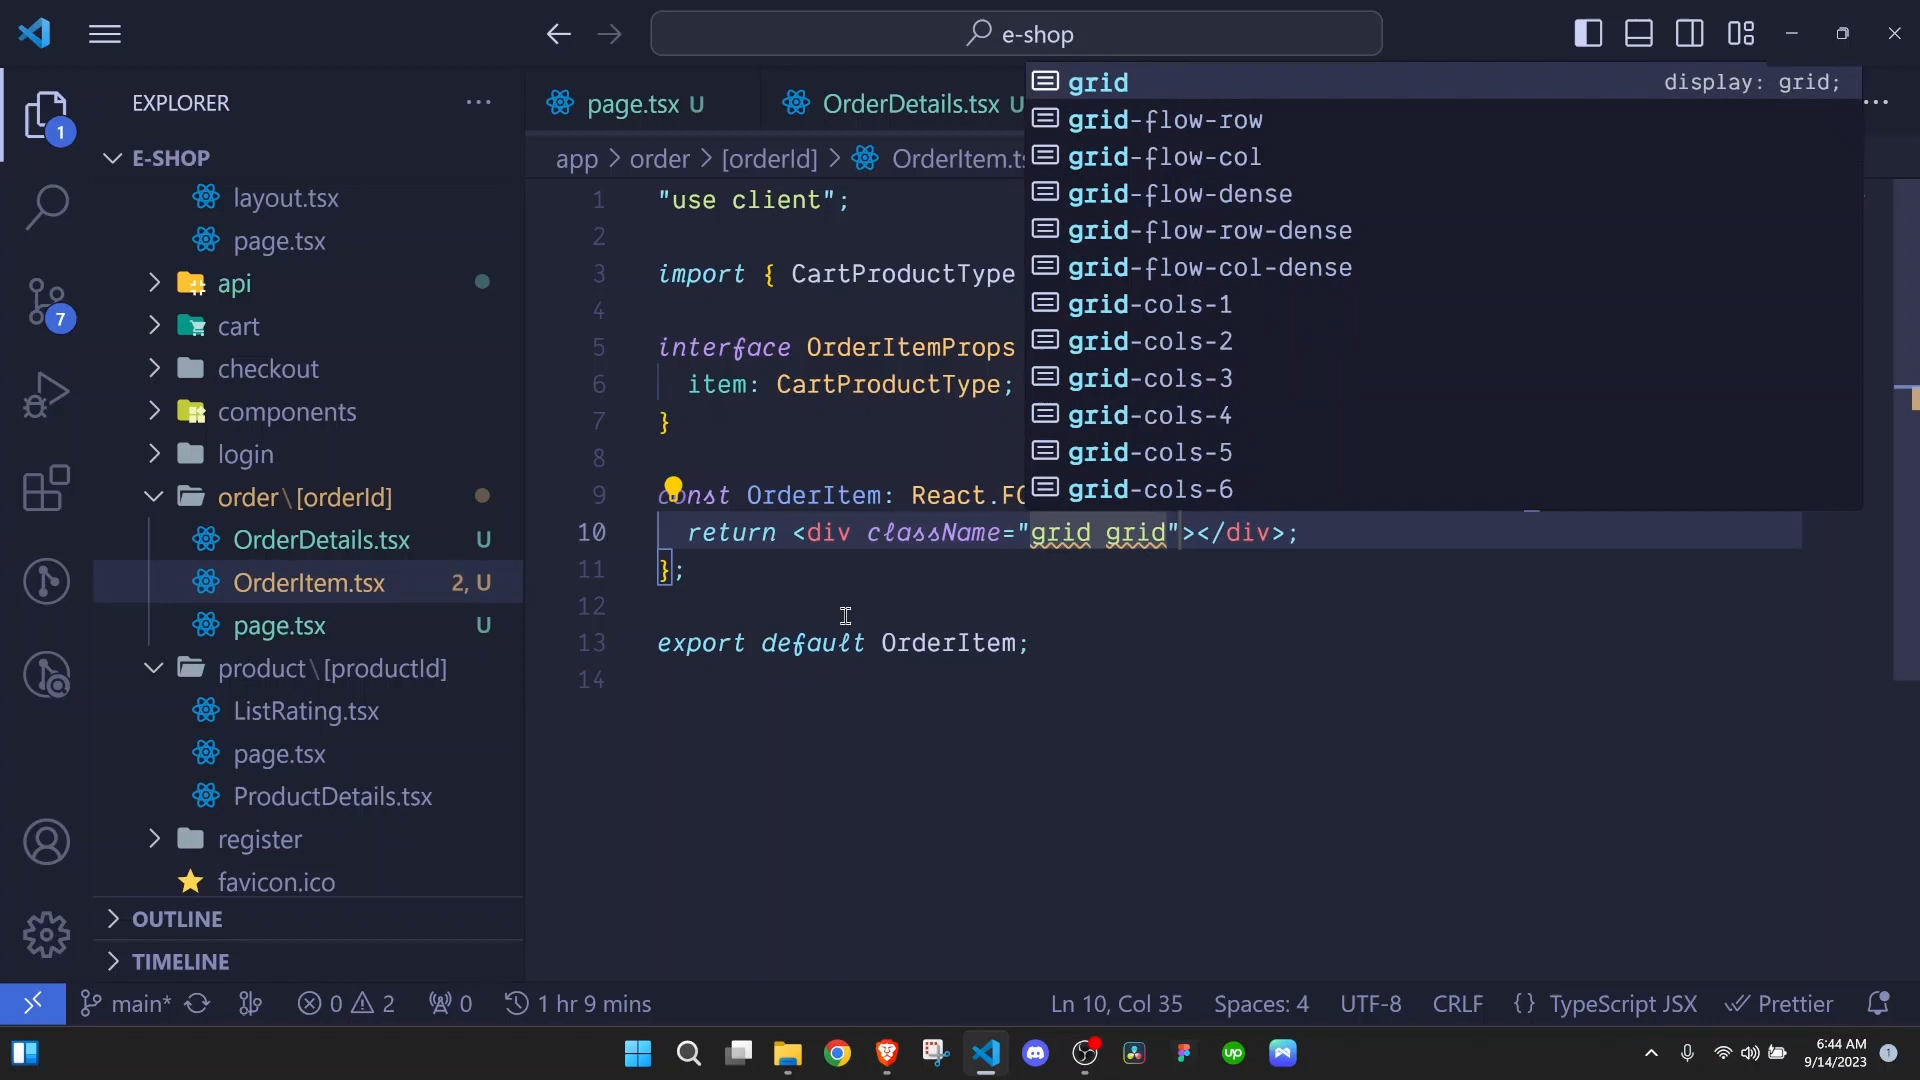 e-shop
EXPLORER
page.tsx U
OrderDetails.tsx U
E-SHOP
app > order > [orderId] > OrderItem.ts
layout.tsx
page.tsx
api
cart
checkout
components
login
order\[orderId]
OrderDetails.tsx U
OrderItem.tsx 2, U
page.tsx U
product\[productId]
ListRating.tsx
page.tsx
ProductDetails.tsx
register
favicon.ico
OUTLINE
TIMELINE
1
7
1 "use client";
2
3 import { CartProductType
4
5 interface OrderItemProps
6 item: CartProductType;
7 }
8
9 const OrderItem: React.FC
10 return <div className="grid grid"></div>;
11 };
12
13 export default OrderItem;
14
grid display: grid;
grid-flow-row
grid-flow-col
grid-flow-dense
grid-flow-row-dense
grid-flow-col-dense
grid-cols-1
grid-cols-2
grid-cols-3
grid-cols-4
grid-cols-5
grid-cols-6
main* 0 2 0 1 hr 9 mins Ln 10, Col 35 Spaces: 4 UTF-8 CRLF {} TypeScript JSX Prettier
up
6:44 AM
9/14/2023
1